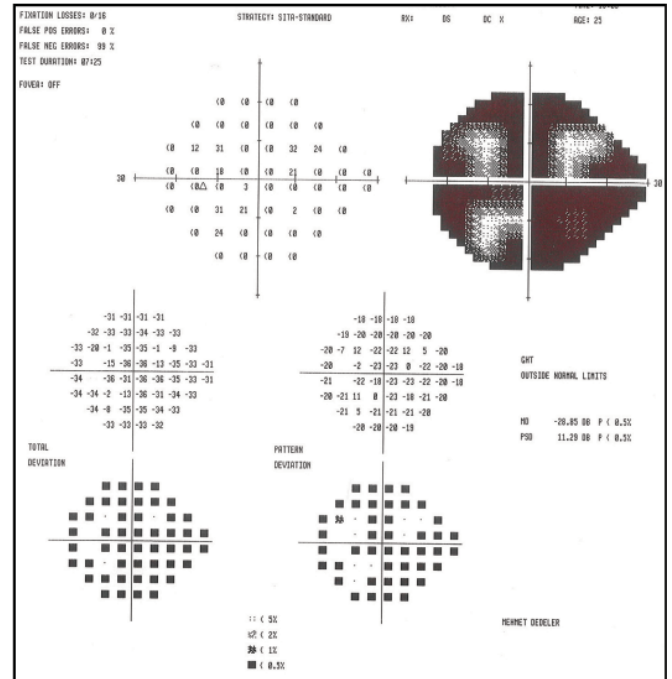 FIXATION LOSSES: 0/16
STRATEGY: SITA-STANDARD
RX: DS DC X
AGE: 25
FALSE POS ERRORS: 0 %
FALSE NEG ERRORS: 99 %
TEST DURATION: 07:25
FOVEA: OFF
<0 <0 <0 <0
<0 <0 <0 <0 <0
<0 12 31 <0 <0 32 24 <0
<0 <0 18 <0 <0 21 <0 <0 <0
30
30
<0 <0 <0 3 <0 <0 <0 <0 <0
<0 <0 31 21 <0 2 <0
<0 24 <0 <0 <0 <0
<0 <0 <0 <0
-31 -31 -31 -31
-32 -33 -33 -34 -33 -33
-33 -20 -1 -35 -35 -1 -9 -33
-33 -15 -36 -36 -13 -35 -33 -31
-34 -36 -31 -36 -36 -35 -33 -31
-34 -34 -2 -13 -36 -31 -34 -34
-34 -8 -35 -35 -34 -33
-33 -33 -33 -32
TOTAL
DEVIATION
-18 -18 -18 -18
-19 -20 -20 -20 -20 -20
-20 -7 12 -22 -22 12 5 -20
-20 -2 -23 -23 0 -22 -20 -18
-21 -22 -18 -23 -23 -22 -20 -18
-20 -21 11 0 -23 -18 -21 -20
-21 5 -21 -21 -21 -20
-20 -20 -20 -19
PATTERN
DEVIATION
GHT
OUTSIDE NORMAL LIMITS
MD -28.85 DB P < 0.5%
PSD 11.29 DB P < 0.5%
< 5%
< 2%
< 1%
< 0.5%
MEHMET DEDELER